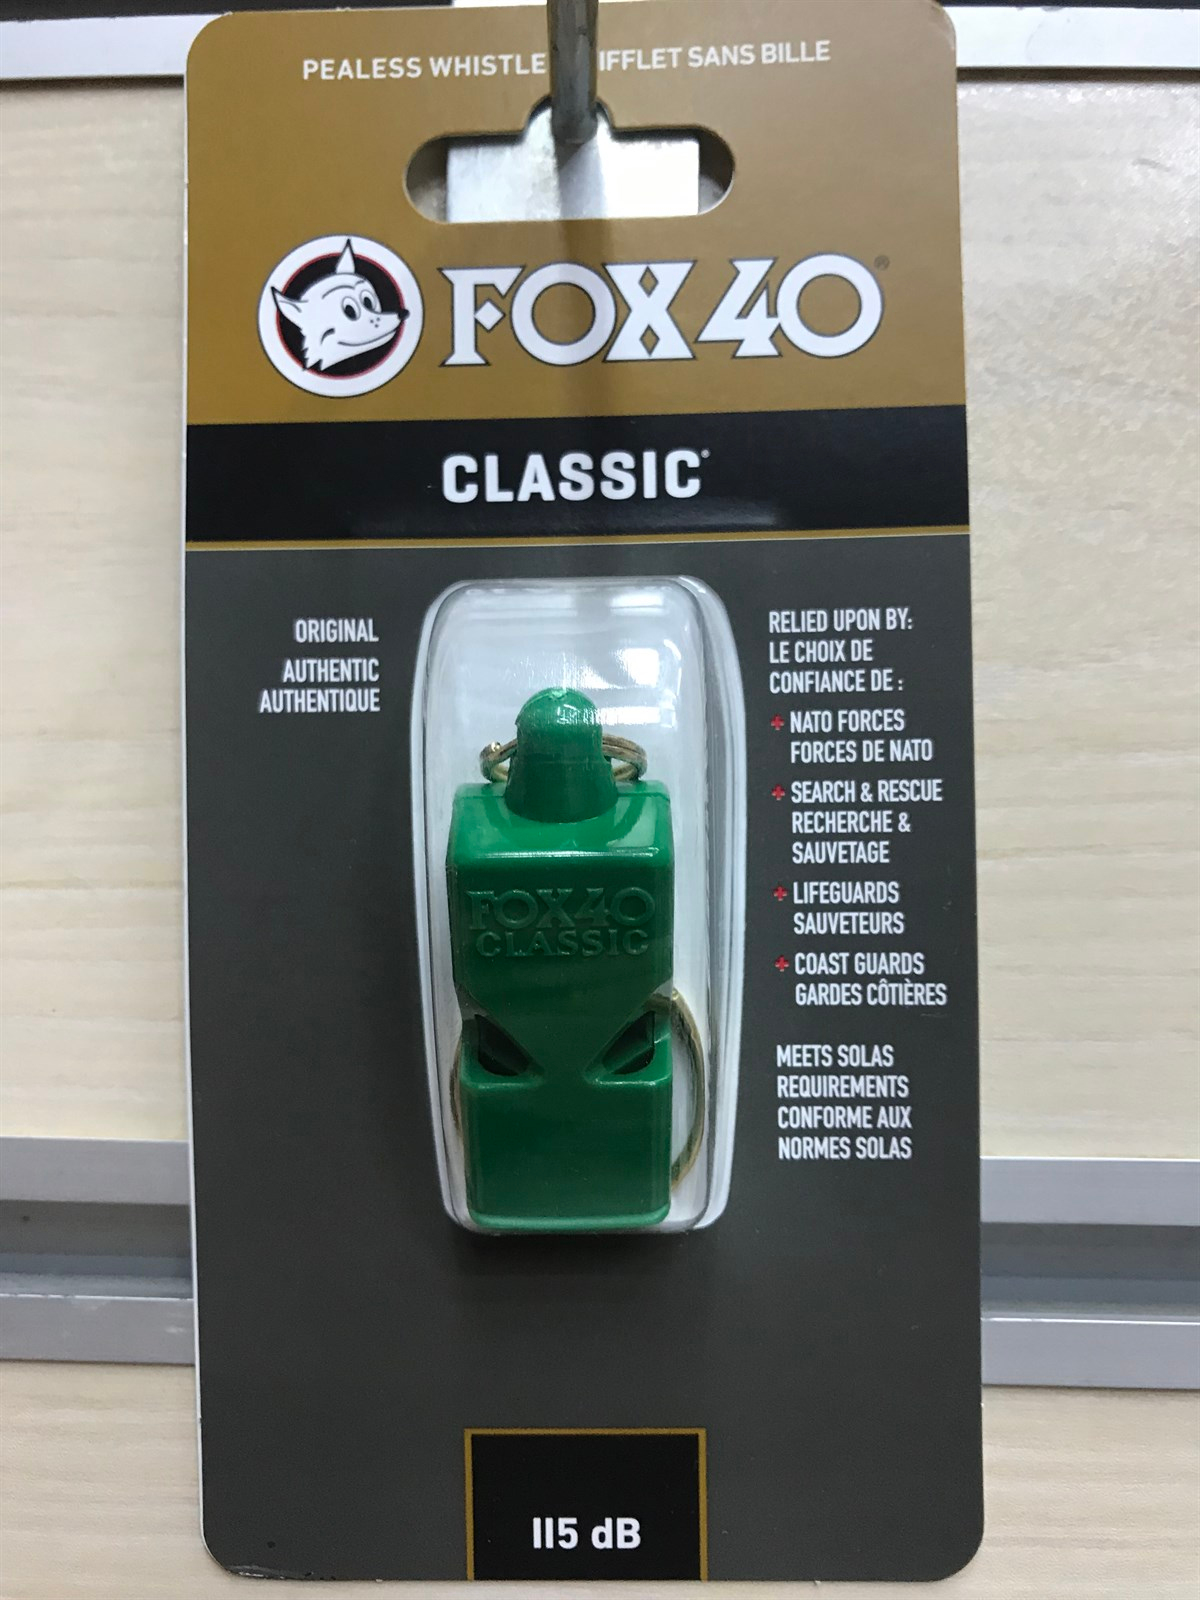 PEALESS WHISTLE IFFLET SANS BILLE
FOX 40®
CLASSIC
ORIGINAL
AUTHENTIC
AUTHENTIQUE
FOX 40
CLASSIC
RELIED UPON BY:
LE CHOIX DE
CONFIANCE DE :
+ NATO FORCES
FORCES DE NATO
+ SEARCH & RESCUE
RECHERCHE &
SAUVETAGE
+ LIFEGUARDS
SAUVETEURS
+ COAST GUARDS
GARDES CÔTIÈRES
MEETS SOLAS
REQUIREMENTS
CONFORME AUX
NORMES SOLAS
115 dB